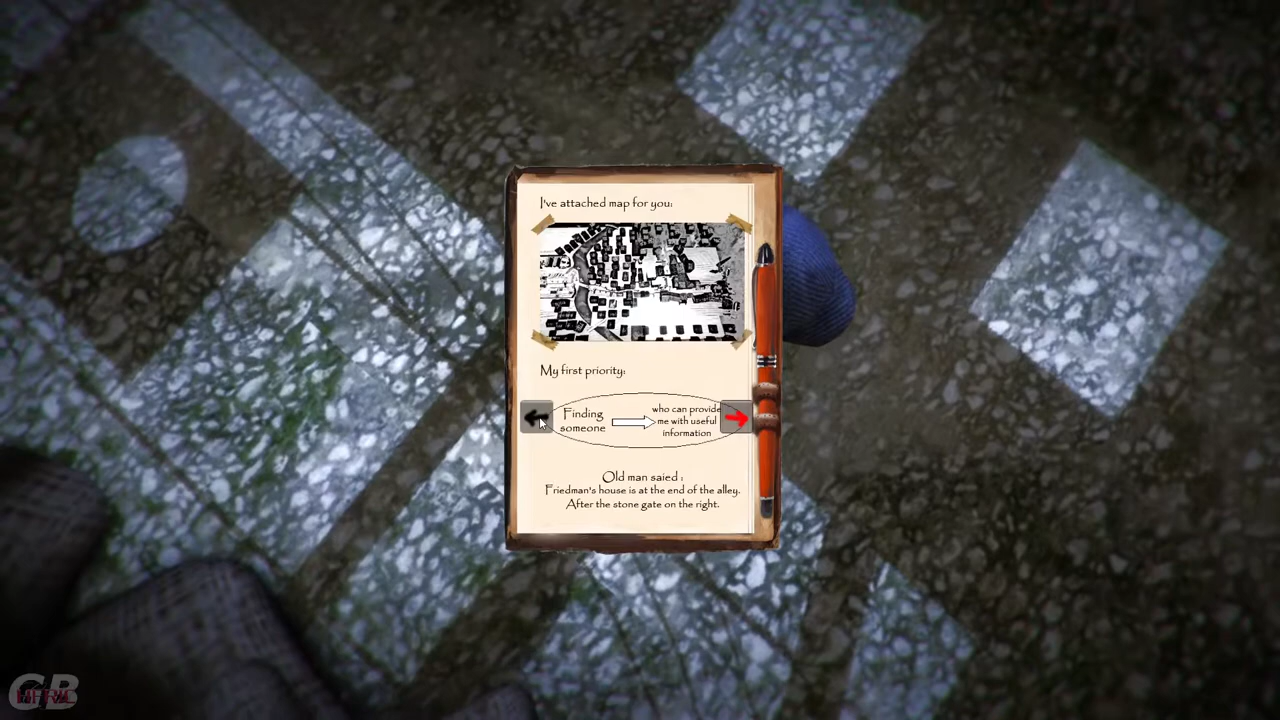 I've attached map for you:
My first priority:
Finding
someone
who can provide
me with useful
information
Old man saied :
Friedman's house is at the end of the alley.
After the stone gate on the right.
GB